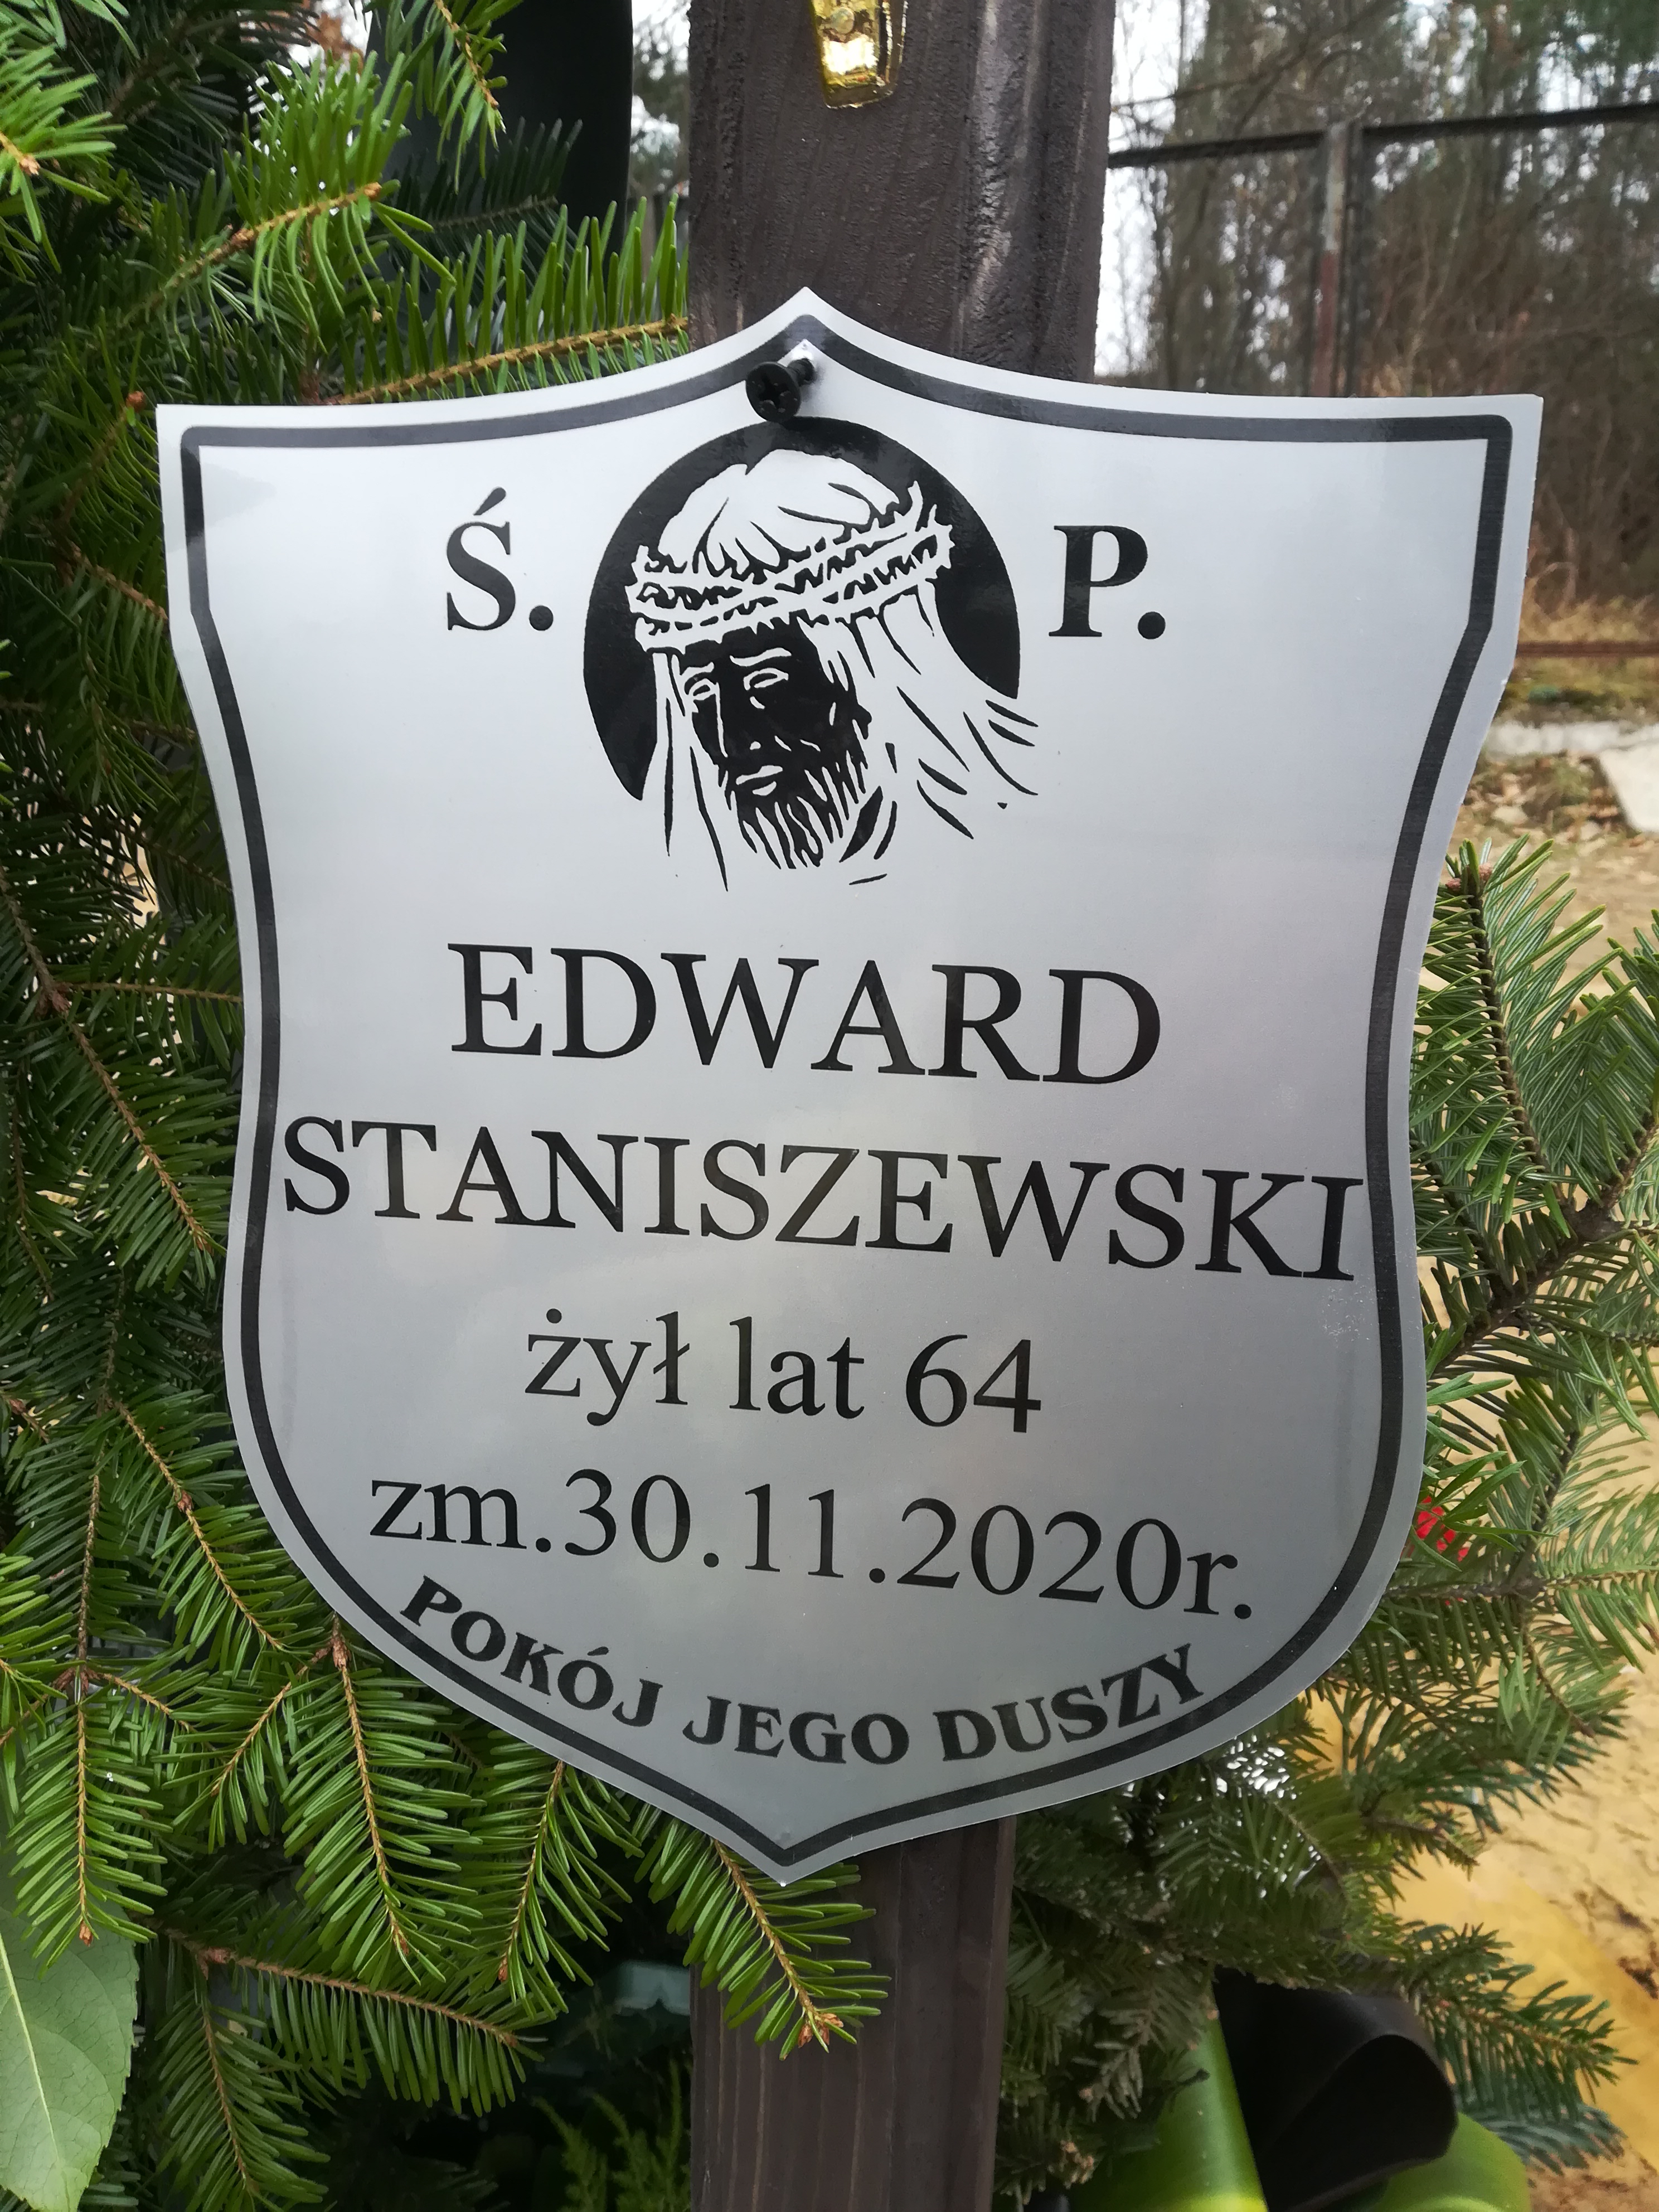 Ś. P.
EDWARD
STANISZEWSKI
żył lat 64
zm.30.11.2020r.
POKÓJ JEGO DUSZY